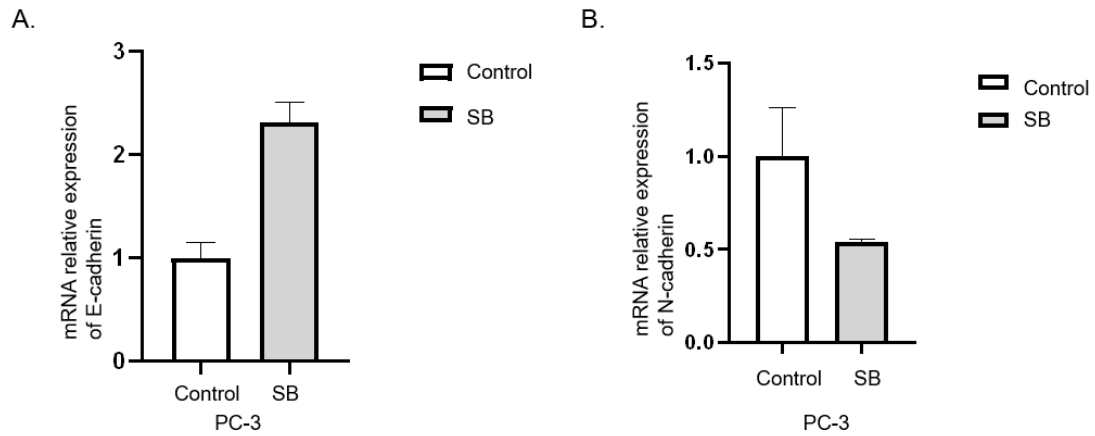 A.
mRNA relative expression
of E-cadherin
3
2
1
0
Control
SB
PC-3
Control
SB
B.
mRNA relative expression
of N-cadherin
1.5
1.0
0.5
0.0
Control
SB
PC-3
Control
SB